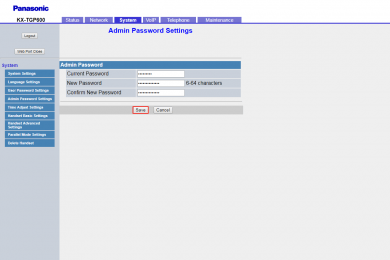 Panasonic
KX-TGP600
Status Network System VoIP Telephone Maintenance
Admin Password Settings
Logout
Web Port Close
System
System Settings
Language Settings
User Password Settings
Admin Password Settings
Time Adjust Settings
Handset Basic Settings
Handset Advanced
Settings
Parallel Mode Settings
Delete Handset
Admin Password
Current Password ••••••••
New Password •••••••••••• 6-64 characters
Confirm New Password ••••••••••••
Save Cancel